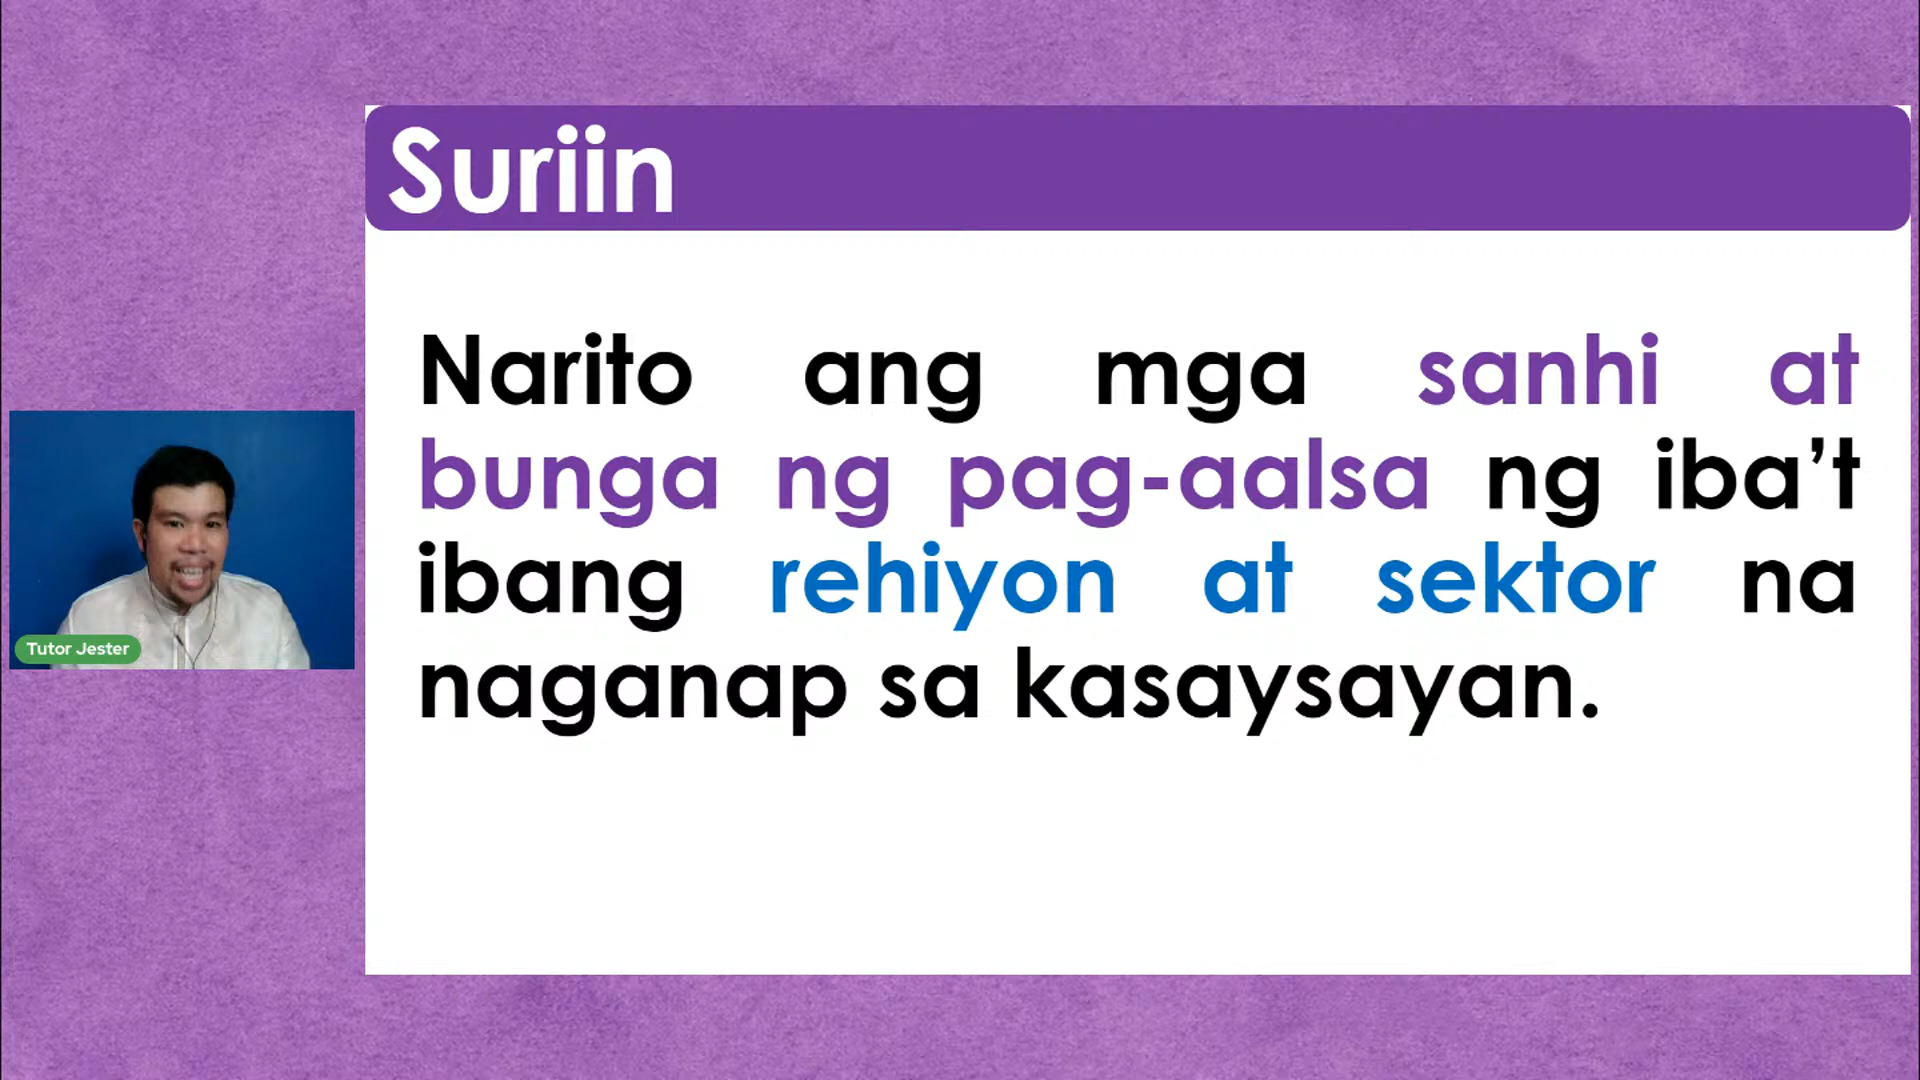 Suriin
Narito ang mga sanhi at
bunga ng pag-aalsa ng iba’t
ibang rehiyon at sektor na
naganap sa kasaysayan.
Tutor Jester